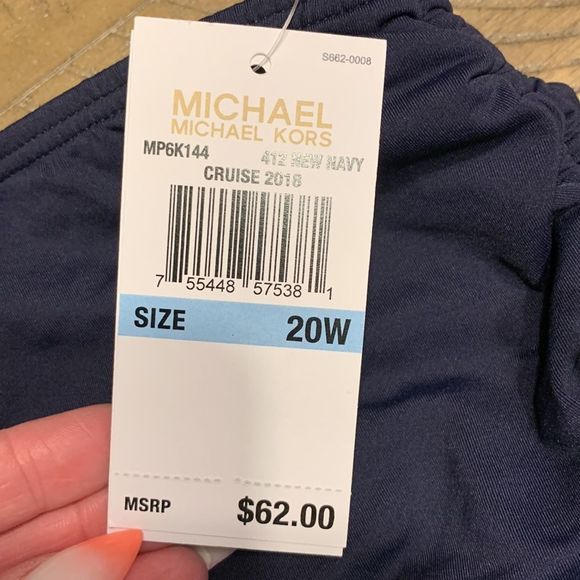 S662-0008
MICHAEL
MICHAEL KORS
MP6K144 412 NEW NAVY
CRUISE 2018
7 55448 57538 1
SIZE 20W
MSRP $62.00